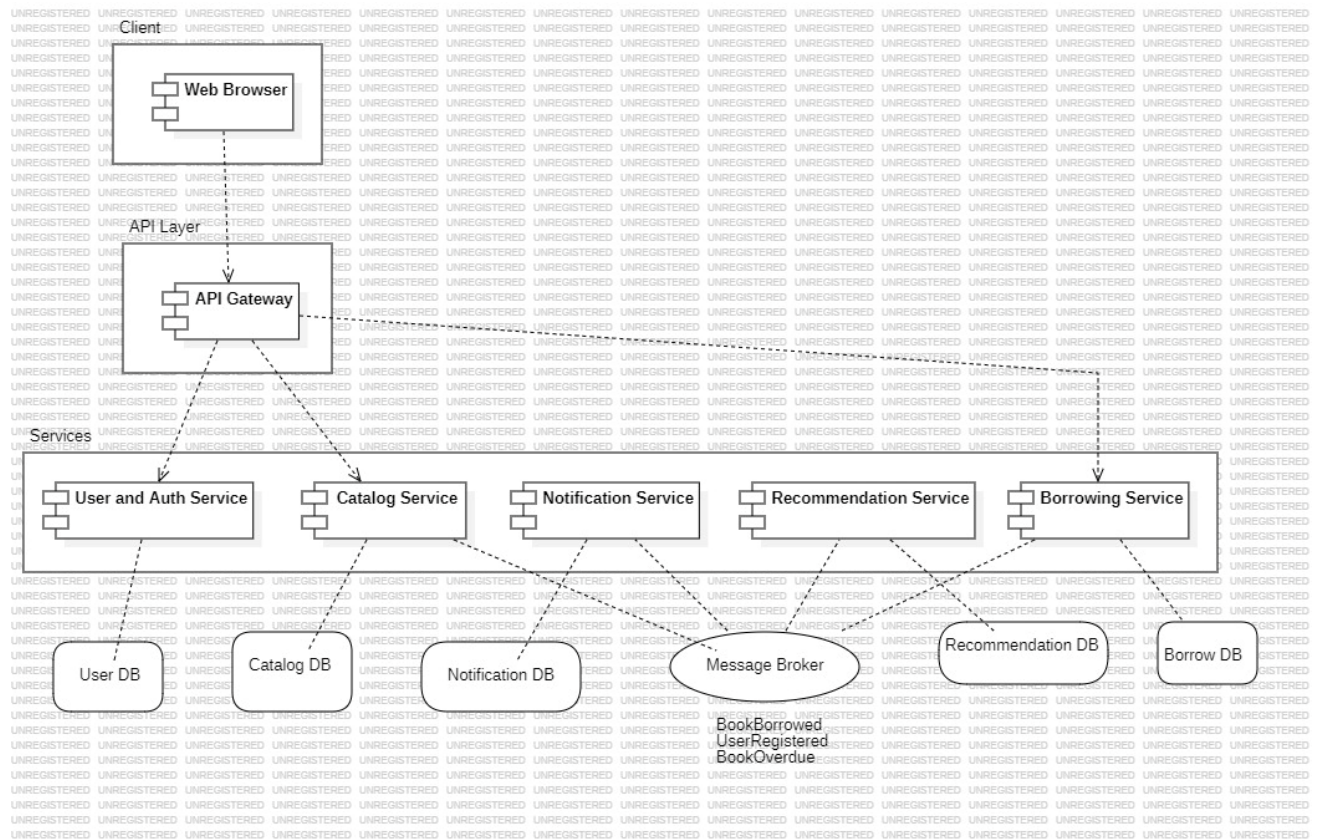 Client
Web Browser
API Layer
API Gateway
Services
User and Auth Service
Catalog Service
Notification Service
Recommendation Service
Borrowing Service
User DB
Catalog DB
Notification DB
Message Broker
Recommendation DB
Borrow DB
BookBorrowed
UserRegistered
BookOverdue
UNREGISTERED